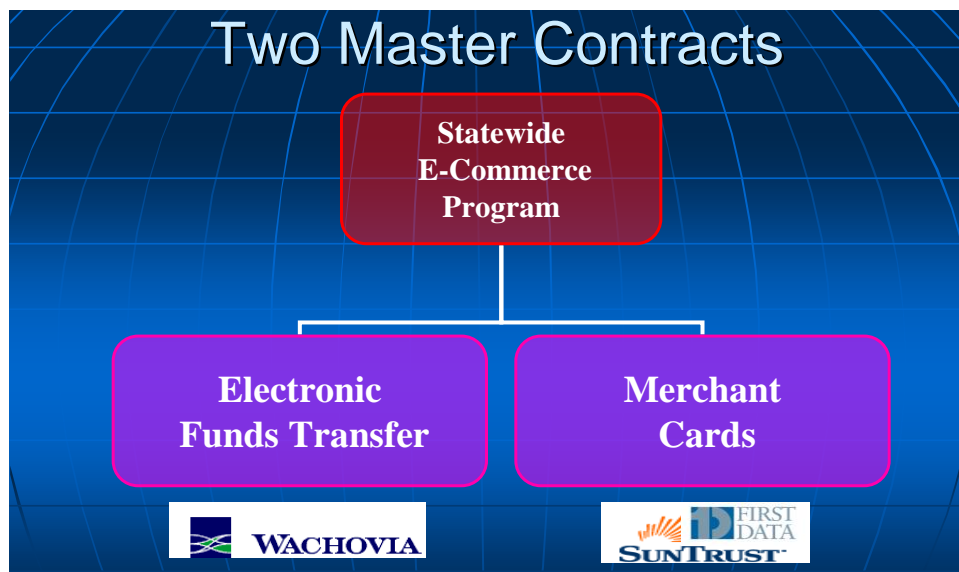 Two Master Contracts
Statewide
E-Commerce
Program
Electronic
Funds Transfer
Merchant
Cards
WACHOVIA
FIRST
DATA
SUNTRUST